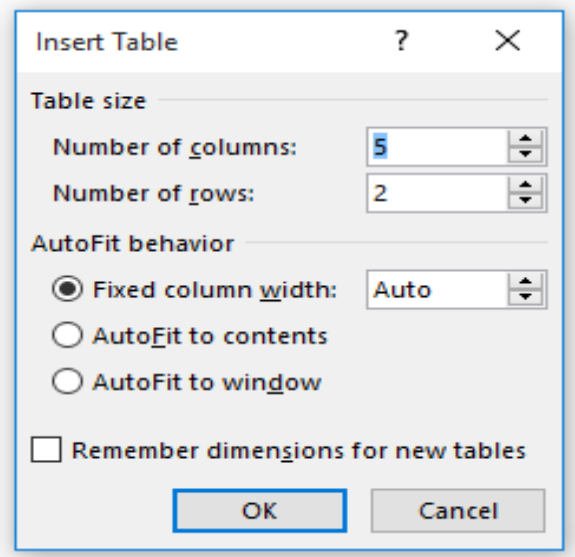 Insert Table ?
Table size
Number of columns: 5
Number of rows: 2
AutoFit behavior
Fixed column width: Auto
AutoFit to contents
AutoFit to window
Remember dimensions for new tables
OK Cancel